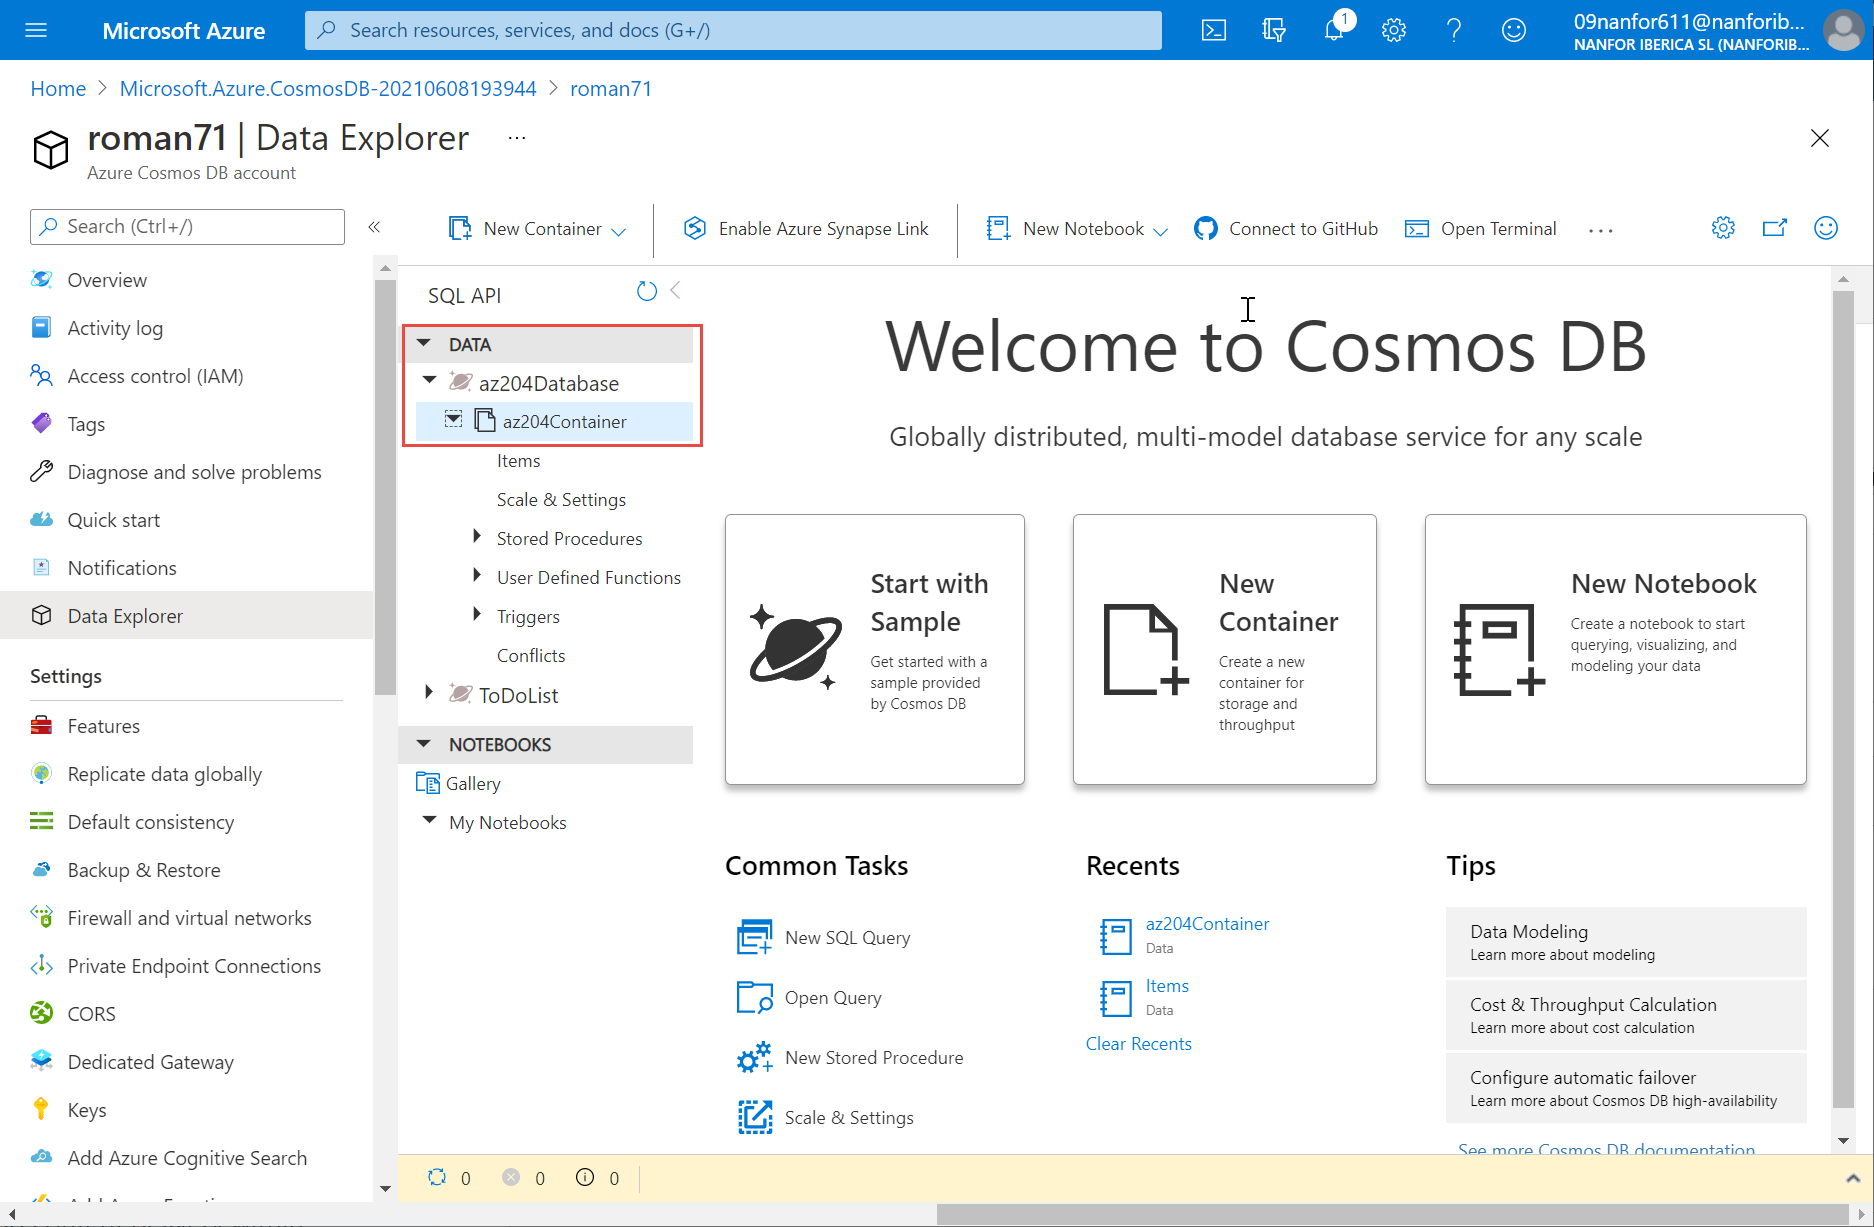 Microsoft Azure
Search resources, services, and docs (G+/)
1
09nanfor611@nanforib...
NANFOR IBERICA SL (NANFORIB...
Home > Microsoft.Azure.CosmosDB-20210608193944 > roman71
roman71 | Data Explorer ...
Azure Cosmos DB account
Search (Ctrl+/)
«
New Container
Enable Azure Synapse Link
New Notebook
Connect to GitHub
Open Terminal
...
Overview
Activity log
Access control (IAM)
Tags
Diagnose and solve problems
Quick start
Notifications
Data Explorer
Settings
Features
Replicate data globally
Default consistency
Backup & Restore
Firewall and virtual networks
Private Endpoint Connections
CORS
Dedicated Gateway
Keys
Add Azure Cognitive Search
SQL API
DATA
az204Database
az204Container
Items
Scale & Settings
Stored Procedures
User Defined Functions
Triggers
Conflicts
ToDoList
NOTEBOOKS
Gallery
My Notebooks
Welcome to Cosmos DB
Globally distributed, multi-model database service for any scale
Start with
Sample
Get started with a
sample provided
by Cosmos DB
New
Container
Create a new
container for
storage and
throughput
New Notebook
Create a notebook to start
querying, visualizing, and
modeling your data
Common Tasks
New SQL Query
Open Query
New Stored Procedure
Scale & Settings
Recents
az204Container
Data
Items
Data
Clear Recents
Tips
Data Modeling
Learn more about modeling
Cost & Throughput Calculation
Learn more about cost calculation
Configure automatic failover
Learn more about Cosmos DB high-availability
See more Cosmos DB documentation
0 0 0